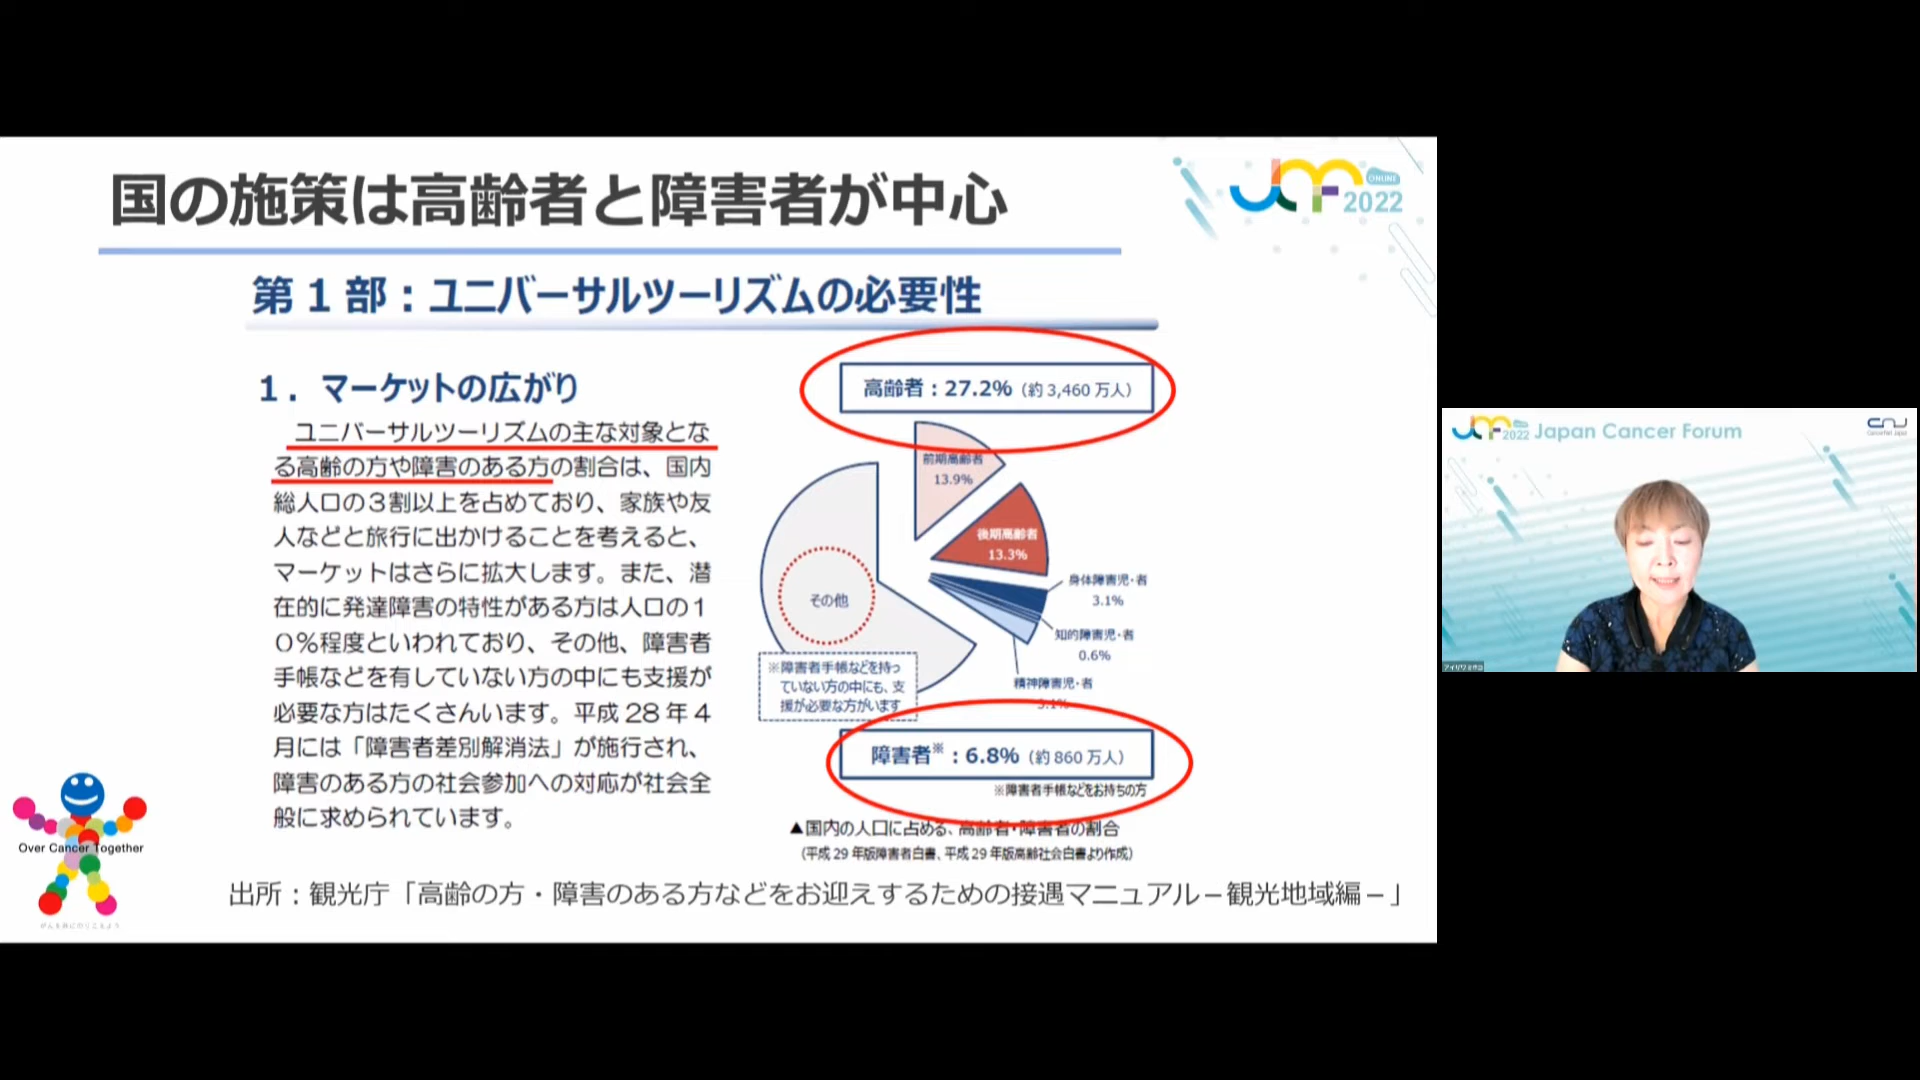 国の施策は高齢者と障害者が中心
ONLINE
2022
第1部：ユニバーサルツーリズムの必要性
1．マーケットの広がり
ユニバーサルツーリズムの主な対象とな
る高齢の方や障害のある方の割合は、国内
総人口の３割以上を占めており、家族や友
人などと旅行に出かけることを考えると、
マーケットはさらに拡大します。また、潜
在的に発達障害の特性がある方は人口の１
０％程度といわれており、その他、障害者
手帳などを有していない方の中にも支援が
必要な方はたくさんいます。平成 28 年 4
月には「障害者差別解消法」が施行され、
障害のある方の社会参加への対応が社会全
般に求められています。
高齢者：27.2%（約 3,460 万人）
前期高齢者
13.9%
後期高齢者
13.3%
身体障害児・者
3.1%
知的障害児・者
0.6%
精神障害児・者
3.1%
その他
※障害者手帳などを持っ
ていない方の中にも、支
援が必要な方がいます
障害者※：6.8%（約 860 万人）
※障害者手帳などをお持ちの方
▲国内の人口に占める、高齢者・障害者の割合
（平成 29 年版障害者白書、平成 29 年版高齢社会白書より作成）
出所：観光庁「高齢の方・障害のある方などをお迎えするための接遇マニュアル－観光地域編－」
Over Cancer Together
がんを共にのりこえよう
2022 Japan Cancer Forum